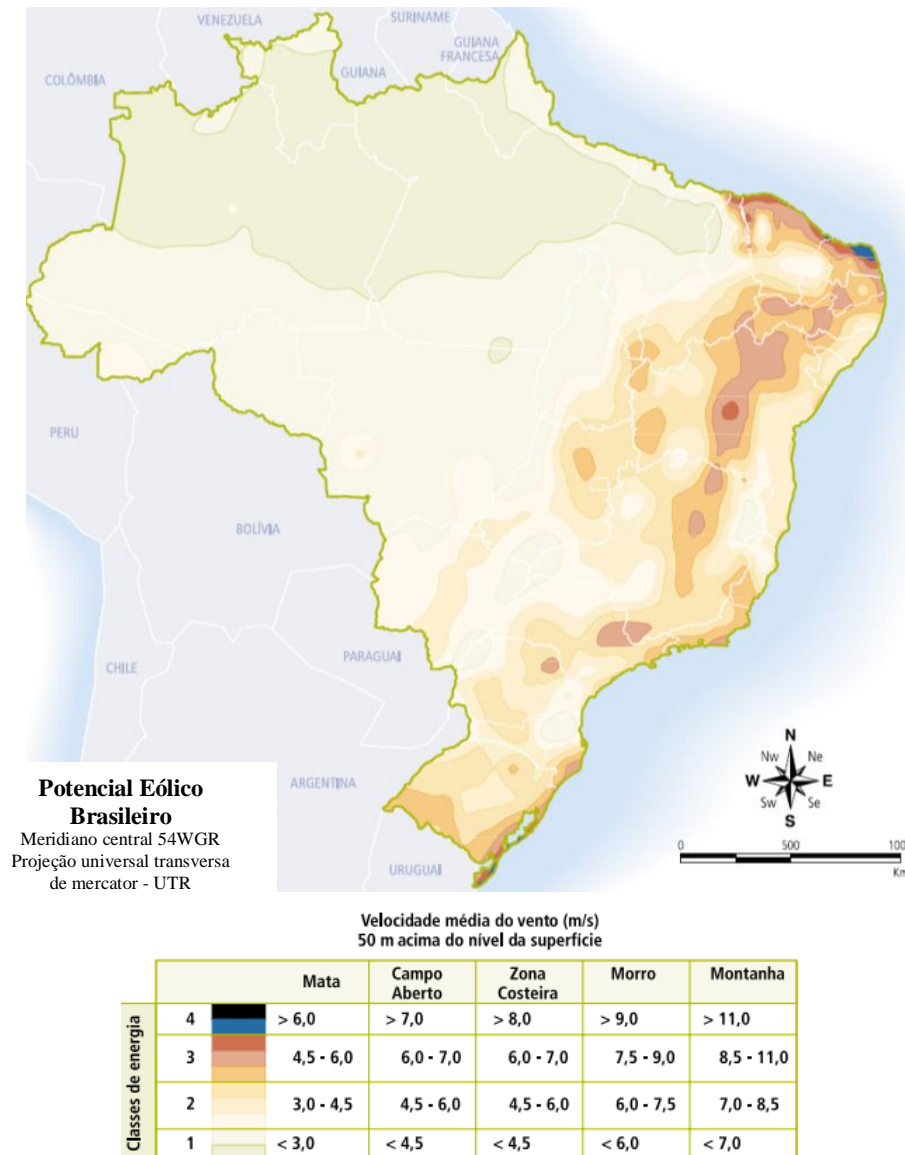 VENEZUELA
SURINAME
GUIANA
FRANCESA
GUIANA
COLÔMBIA
PERU
BOLÍVIA
PARAGUAI
CHILE
ARGENTINA
URUGUAI
Potencial Eólico
Brasileiro
Meridiano central 54WGR
Projeção universal transversa
de mercator - UTR
N
Nw Ne
W E
Sw Se
S
0 500 100
Km
Velocidade média do vento (m/s)
50 m acima do nível da superfície
Classes de energia
Mata Campo Aberto Zona Costeira Morro Montanha
4 > 6,0 > 7,0 > 8,0 > 9,0 > 11,0
3 4,5 - 6,0 6,0 - 7,0 6,0 - 7,0 7,5 - 9,0 8,5 - 11,0
2 3,0 - 4,5 4,5 - 6,0 4,5 - 6,0 6,0 - 7,5 7,0 - 8,5
1 < 3,0 < 4,5 < 4,5 < 6,0 < 7,0